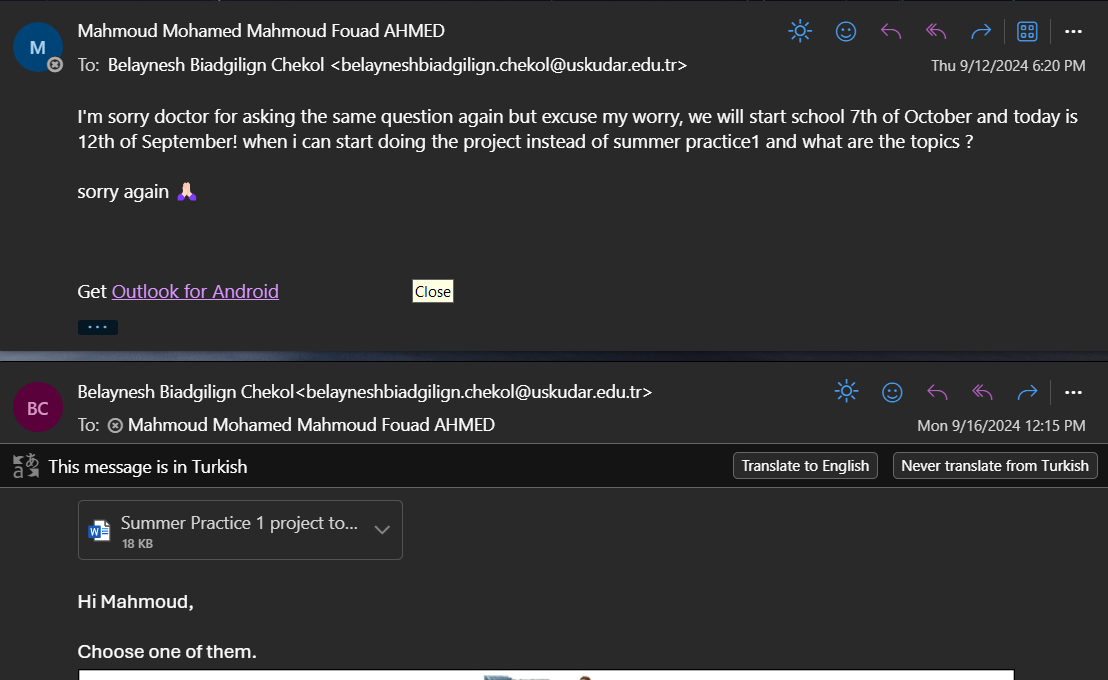 Mahmoud Mohamed Mahmoud Fouad AHMED
M
To: Belaynesh Biadgilign Chekol <belayneshbiadgilign.chekol@uskudar.edu.tr>
Thu 9/12/2024 6:20 PM
I'm sorry doctor for asking the same question again but excuse my worry, we will start school 7th of October and today is
12th of September! when i can start doing the project instead of summer practice1 and what are the topics ?
sorry again 🙏🏻
Get Outlook for Android
Close
...
Belaynesh Biadgilign Chekol<belayneshbiadgilign.chekol@uskudar.edu.tr>
BC
To: Mahmoud Mohamed Mahmoud Fouad AHMED
Mon 9/16/2024 12:15 PM
This message is in Turkish
Translate to English
Never translate from Turkish
Summer Practice 1 project to...
18 KB
Hi Mahmoud,
Choose one of them.